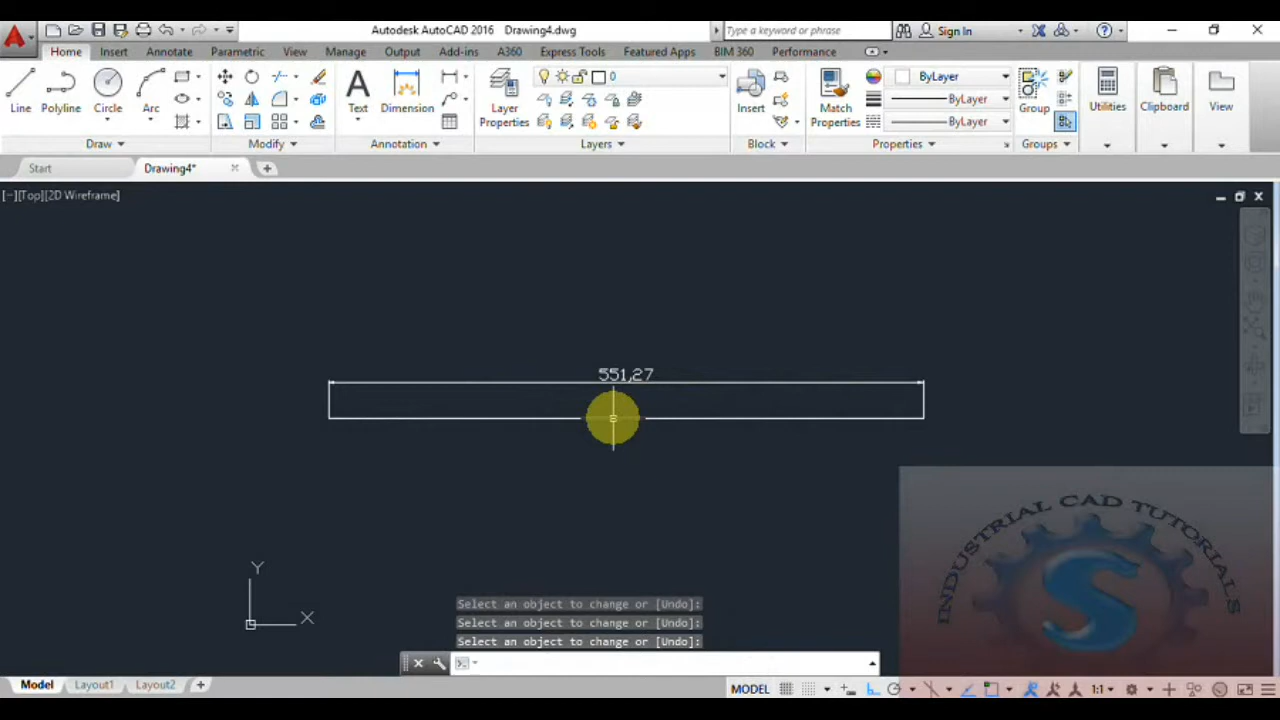 Autodesk AutoCAD 2016 Drawing4.dwg
Type a keyword or phrase
Sign In
Home Insert Annotate Parametric View Manage Output Add-ins A360 Express Tools Featured Apps BIM 360 Performance
Line Polyline Circle Arc
Text Dimension
Layer Properties
0
Insert
Match Properties
ByLayer
ByLayer
ByLayer
Group
Utilities
Clipboard
View
Draw Modify Annotation Layers Block Properties Groups
Start Drawing4*
[−][Top][2D Wireframe]
551,27
Y
X
INDUSTRIAL CAD TUTORIALS
S
Select an object to change or [Undo]:
Select an object to change or [Undo]:
Select an object to change or [Undo]:
Model Layout1 Layout2
MODEL
1:1